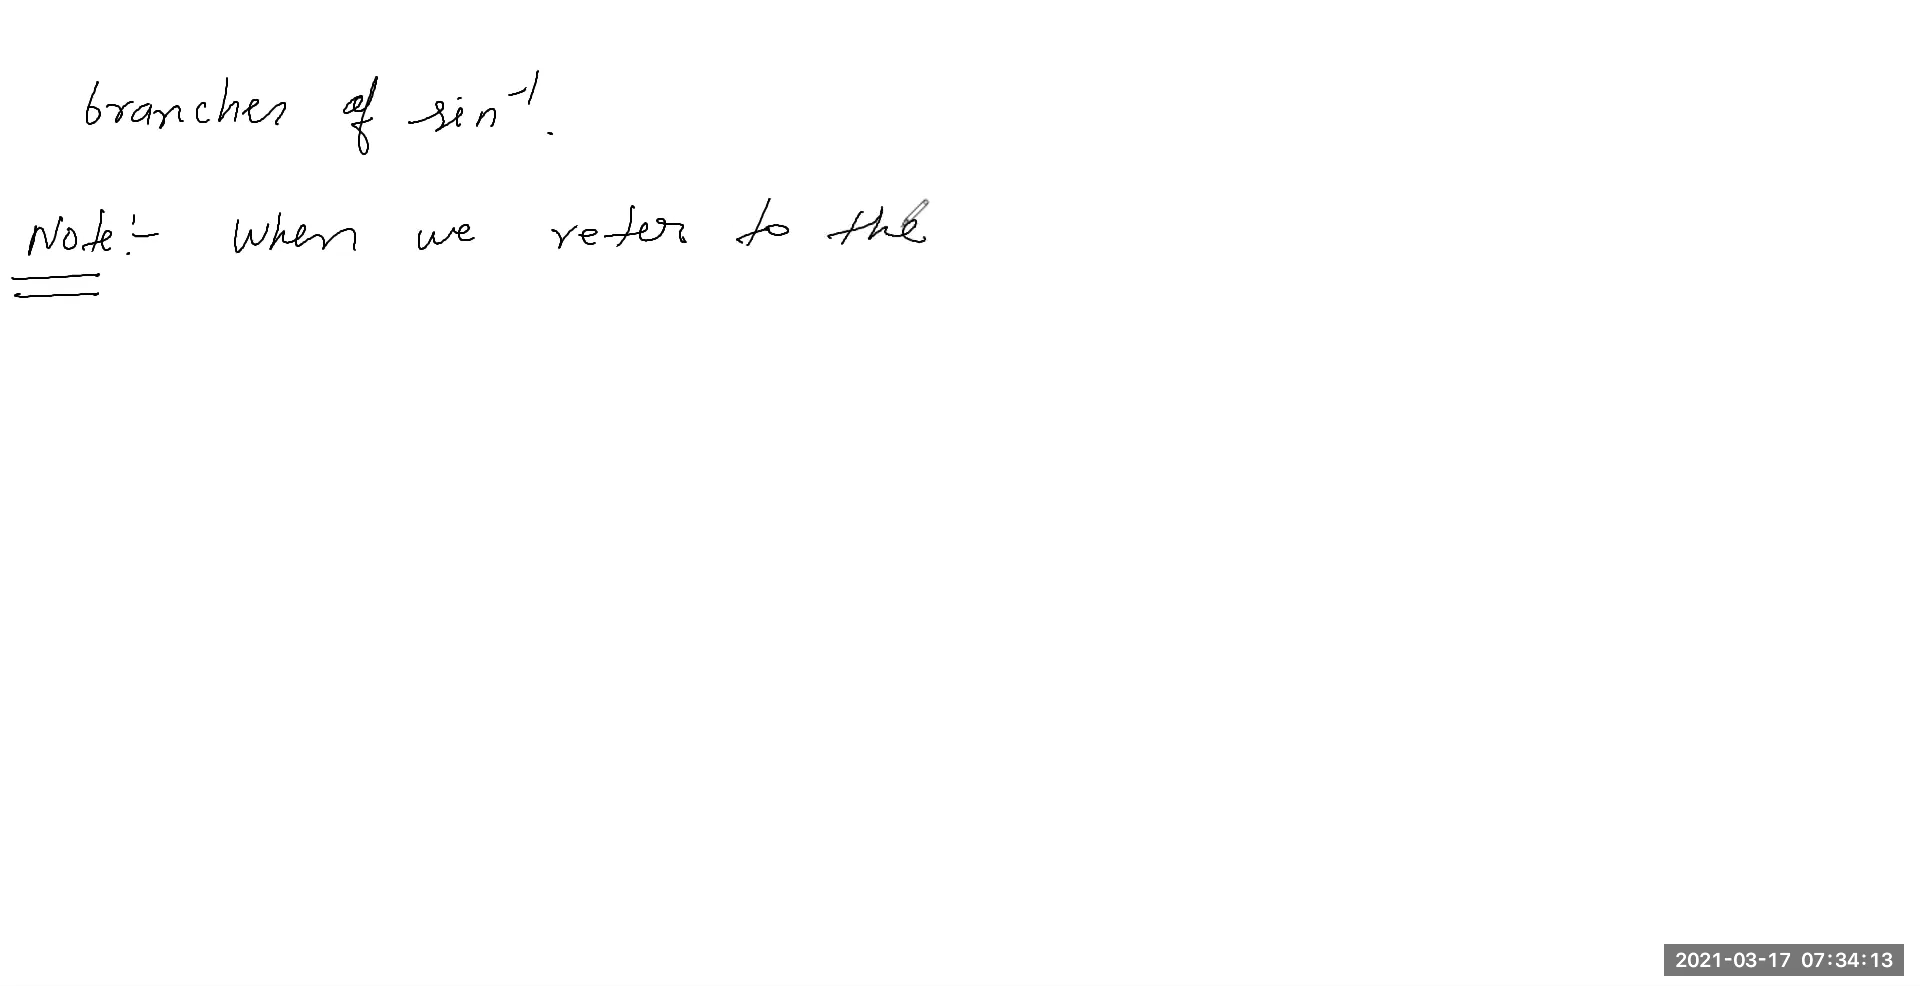 branches of sin⁻¹.
Note:- When we refer to the
2021-03-17 07:34:13